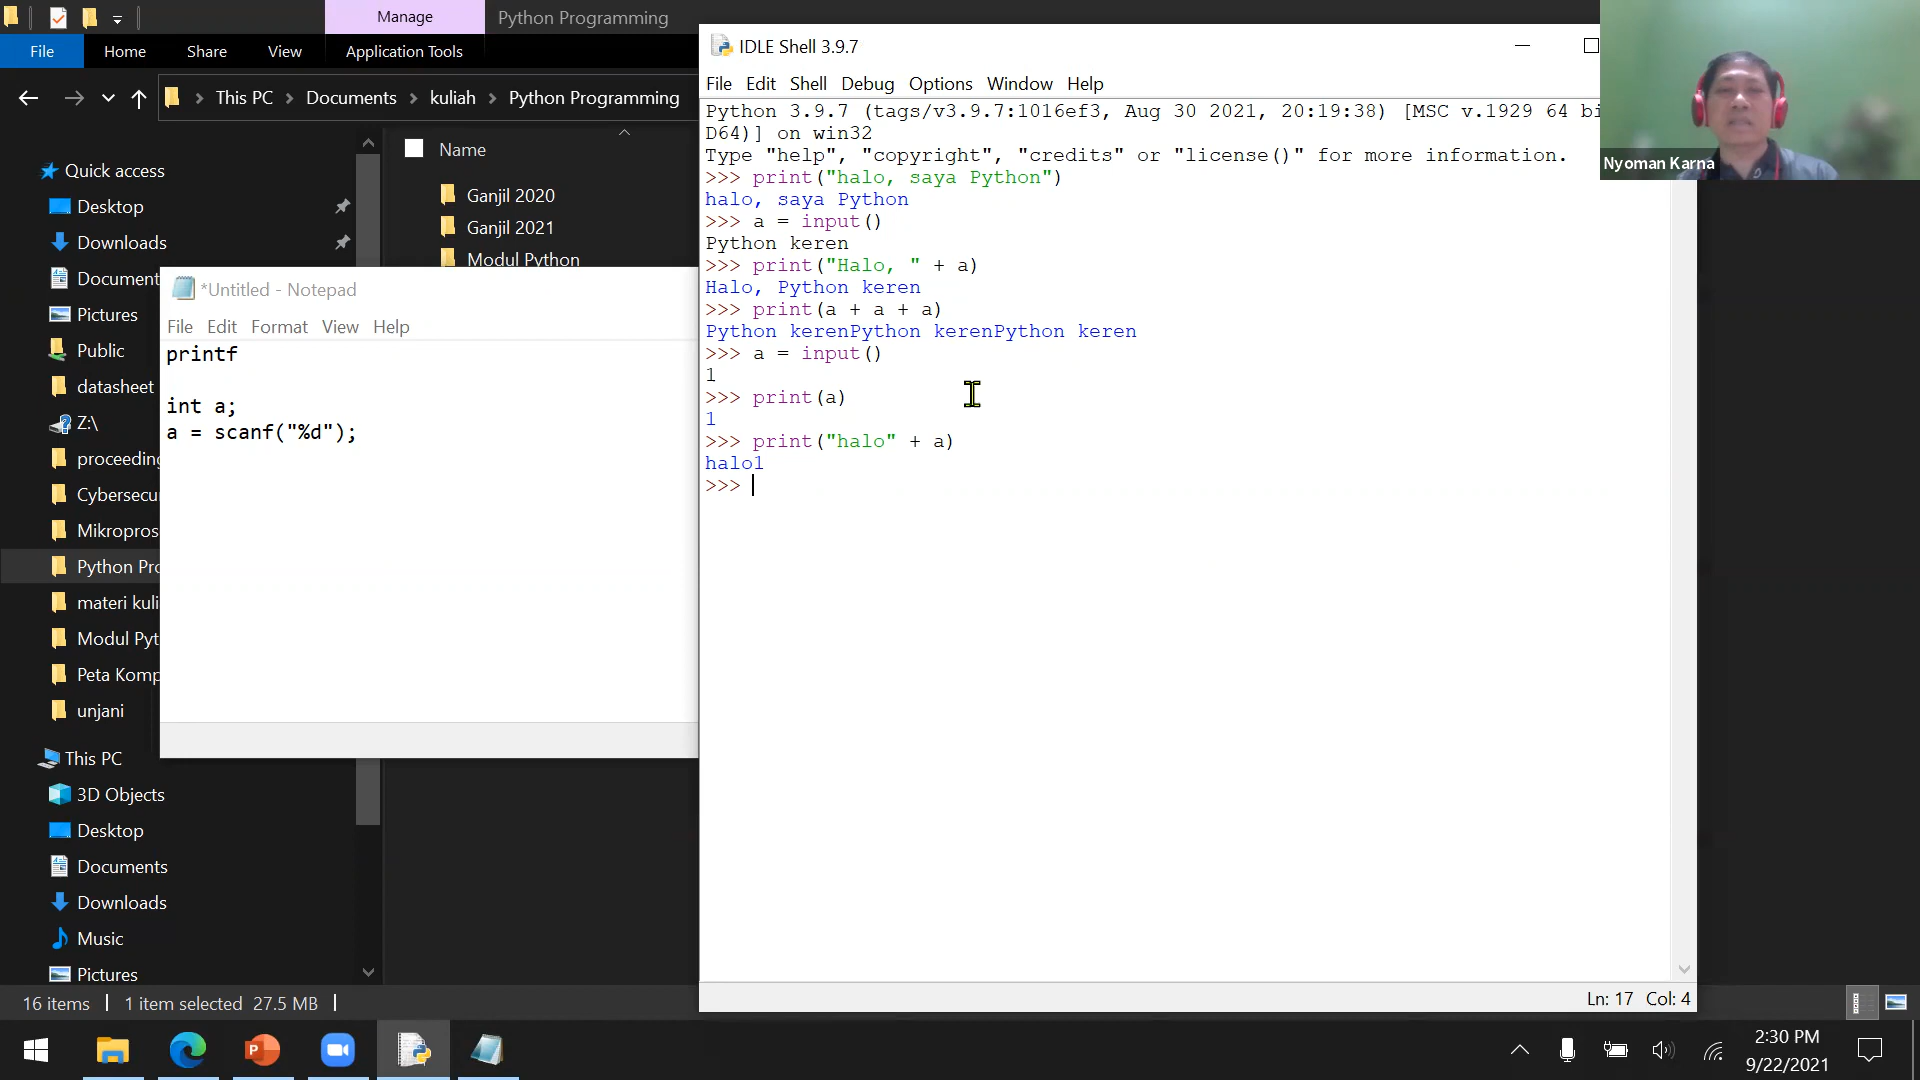 Manage
Python Programming
File
Home
Share
View
Application Tools
This PC
Documents
kuliah
Python Programming
Name
Ganjil 2020
Ganjil 2021
Modul Python
Quick access
Desktop
Downloads
Document
Pictures
Public
datasheet
Z:\
proceeding
Cybersecu
Mikropros
Python Pro
materi kuli
Modul Pyt
Peta Komp
unjani
This PC
3D Objects
Desktop
Documents
Downloads
Music
Pictures
16 items
1 item selected 27.5 MB
*Untitled - Notepad
File Edit Format View Help
printf
int a;
a = scanf("%d");
IDLE Shell 3.9.7
File Edit Shell Debug Options Window Help
Python 3.9.7 (tags/v3.9.7:1016ef3, Aug 30 2021, 20:19:38) [MSC v.1929 64 bi
D64)] on win32
Type "help", "copyright", "credits" or "license()" for more information.
>>> print("halo, saya Python")
halo, saya Python
>>> a = input()
Python keren
>>> print("Halo, " + a)
Halo, Python keren
>>> print(a + a + a)
Python kerenPython kerenPython keren
>>> a = input()
1
>>> print(a)
1
>>> print("halo" + a)
halo1
>>>
Ln: 17 Col: 4
Nyoman Karna
2:30 PM
9/22/2021